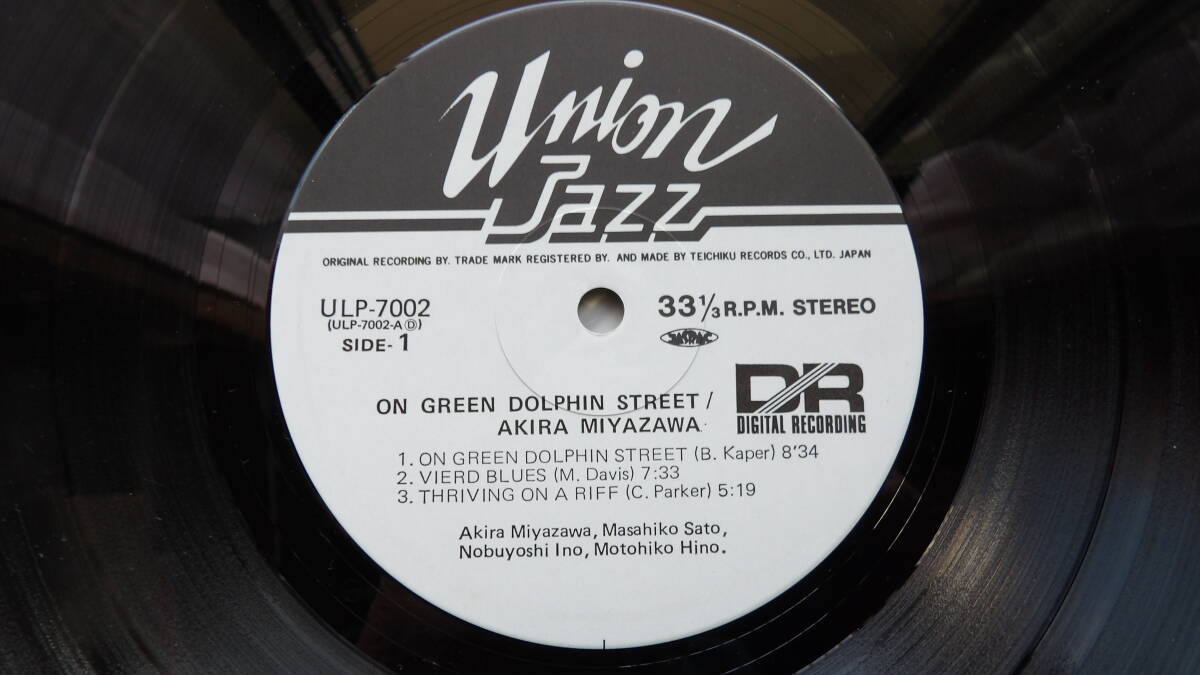 Union
Jazz
ORIGINAL RECORDING BY. TRADE MARK REGISTERED BY. AND MADE BY TEICHIKU RECORDS CO., LTD. JAPAN
ULP-7002
(ULP-7002-A Ⓓ)
SIDE-1
33 1/3 R.P.M. STEREO
JASRAC
DR
DIGITAL RECORDING
ON GREEN DOLPHIN STREET /
AKIRA MIYAZAWA
1. ON GREEN DOLPHIN STREET (B. Kaper) 8'34
2. VIERD BLUES (M. Davis) 7:33
3. THRIVING ON A RIFF (C. Parker) 5:19
Akira Miyazawa, Masahiko Sato,
Nobuyoshi Ino, Motohiko Hino.